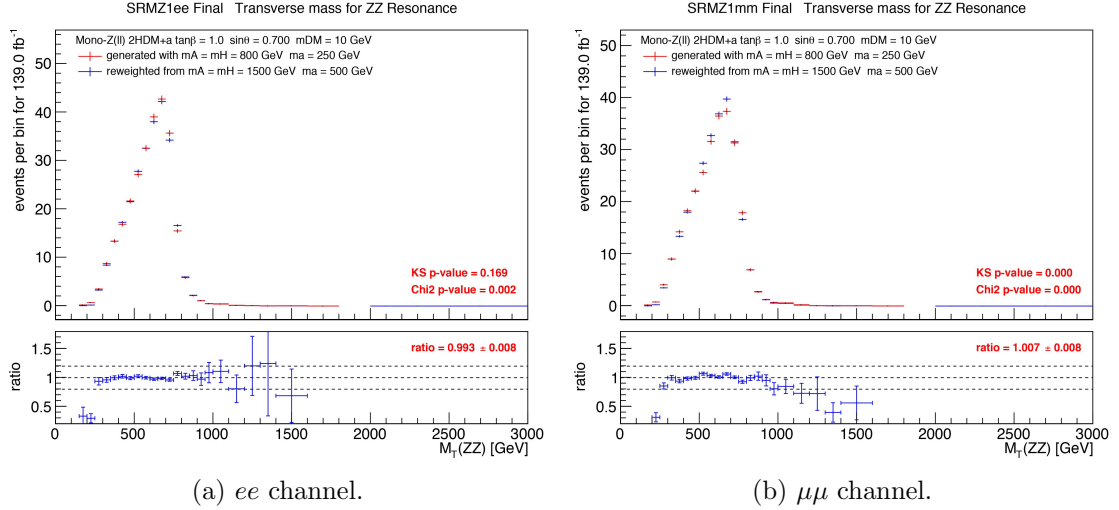 SRMZ1ee Final   Transverse mass for ZZ Resonance
events per bin for 139.0 fb⁻¹
Mono-Z(ll) 2HDM+a tanβ = 1.0  sinθ = 0.700  mDM = 10 GeV
generated with mA = mH = 800 GeV  ma = 250 GeV
reweighted from mA = mH = 1500 GeV  ma = 500 GeV
50
40
30
20
10
0
KS p-value = 0.169
Chi2 p-value = 0.002
ratio
1.5
1
0.5
ratio = 0.993 ± 0.008
0 500 1000 1500 2000 2500 3000
M_T(ZZ) [GeV]
(a) ee channel.
SRMZ1mm Final   Transverse mass for ZZ Resonance
events per bin for 139.0 fb⁻¹
Mono-Z(ll) 2HDM+a tanβ = 1.0  sinθ = 0.700  mDM = 10 GeV
generated with mA = mH = 800 GeV  ma = 250 GeV
reweighted from mA = mH = 1500 GeV  ma = 500 GeV
50
40
30
20
10
0
KS p-value = 0.000
Chi2 p-value = 0.000
ratio
1.5
1
0.5
ratio = 1.007 ± 0.008
0 500 1000 1500 2000 2500 3000
M_T(ZZ) [GeV]
(b) μμ channel.